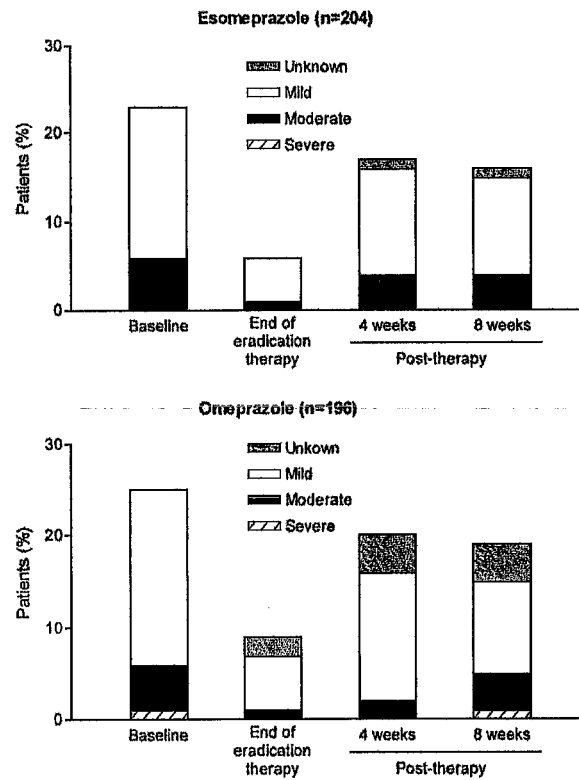 Esomeprazole (n=204)
30
20
10
0
Patients (%)
Unknown
Mild
Moderate
Severe
Baseline
End of
eradication
therapy
4 weeks
8 weeks
Post-therapy
Omeprazole (n=196)
30
20
10
0
Patients (%)
Unkown
Mild
Moderate
Severe
Baseline
End of
eradication
therapy
4 weeks
8 weeks
Post-therapy